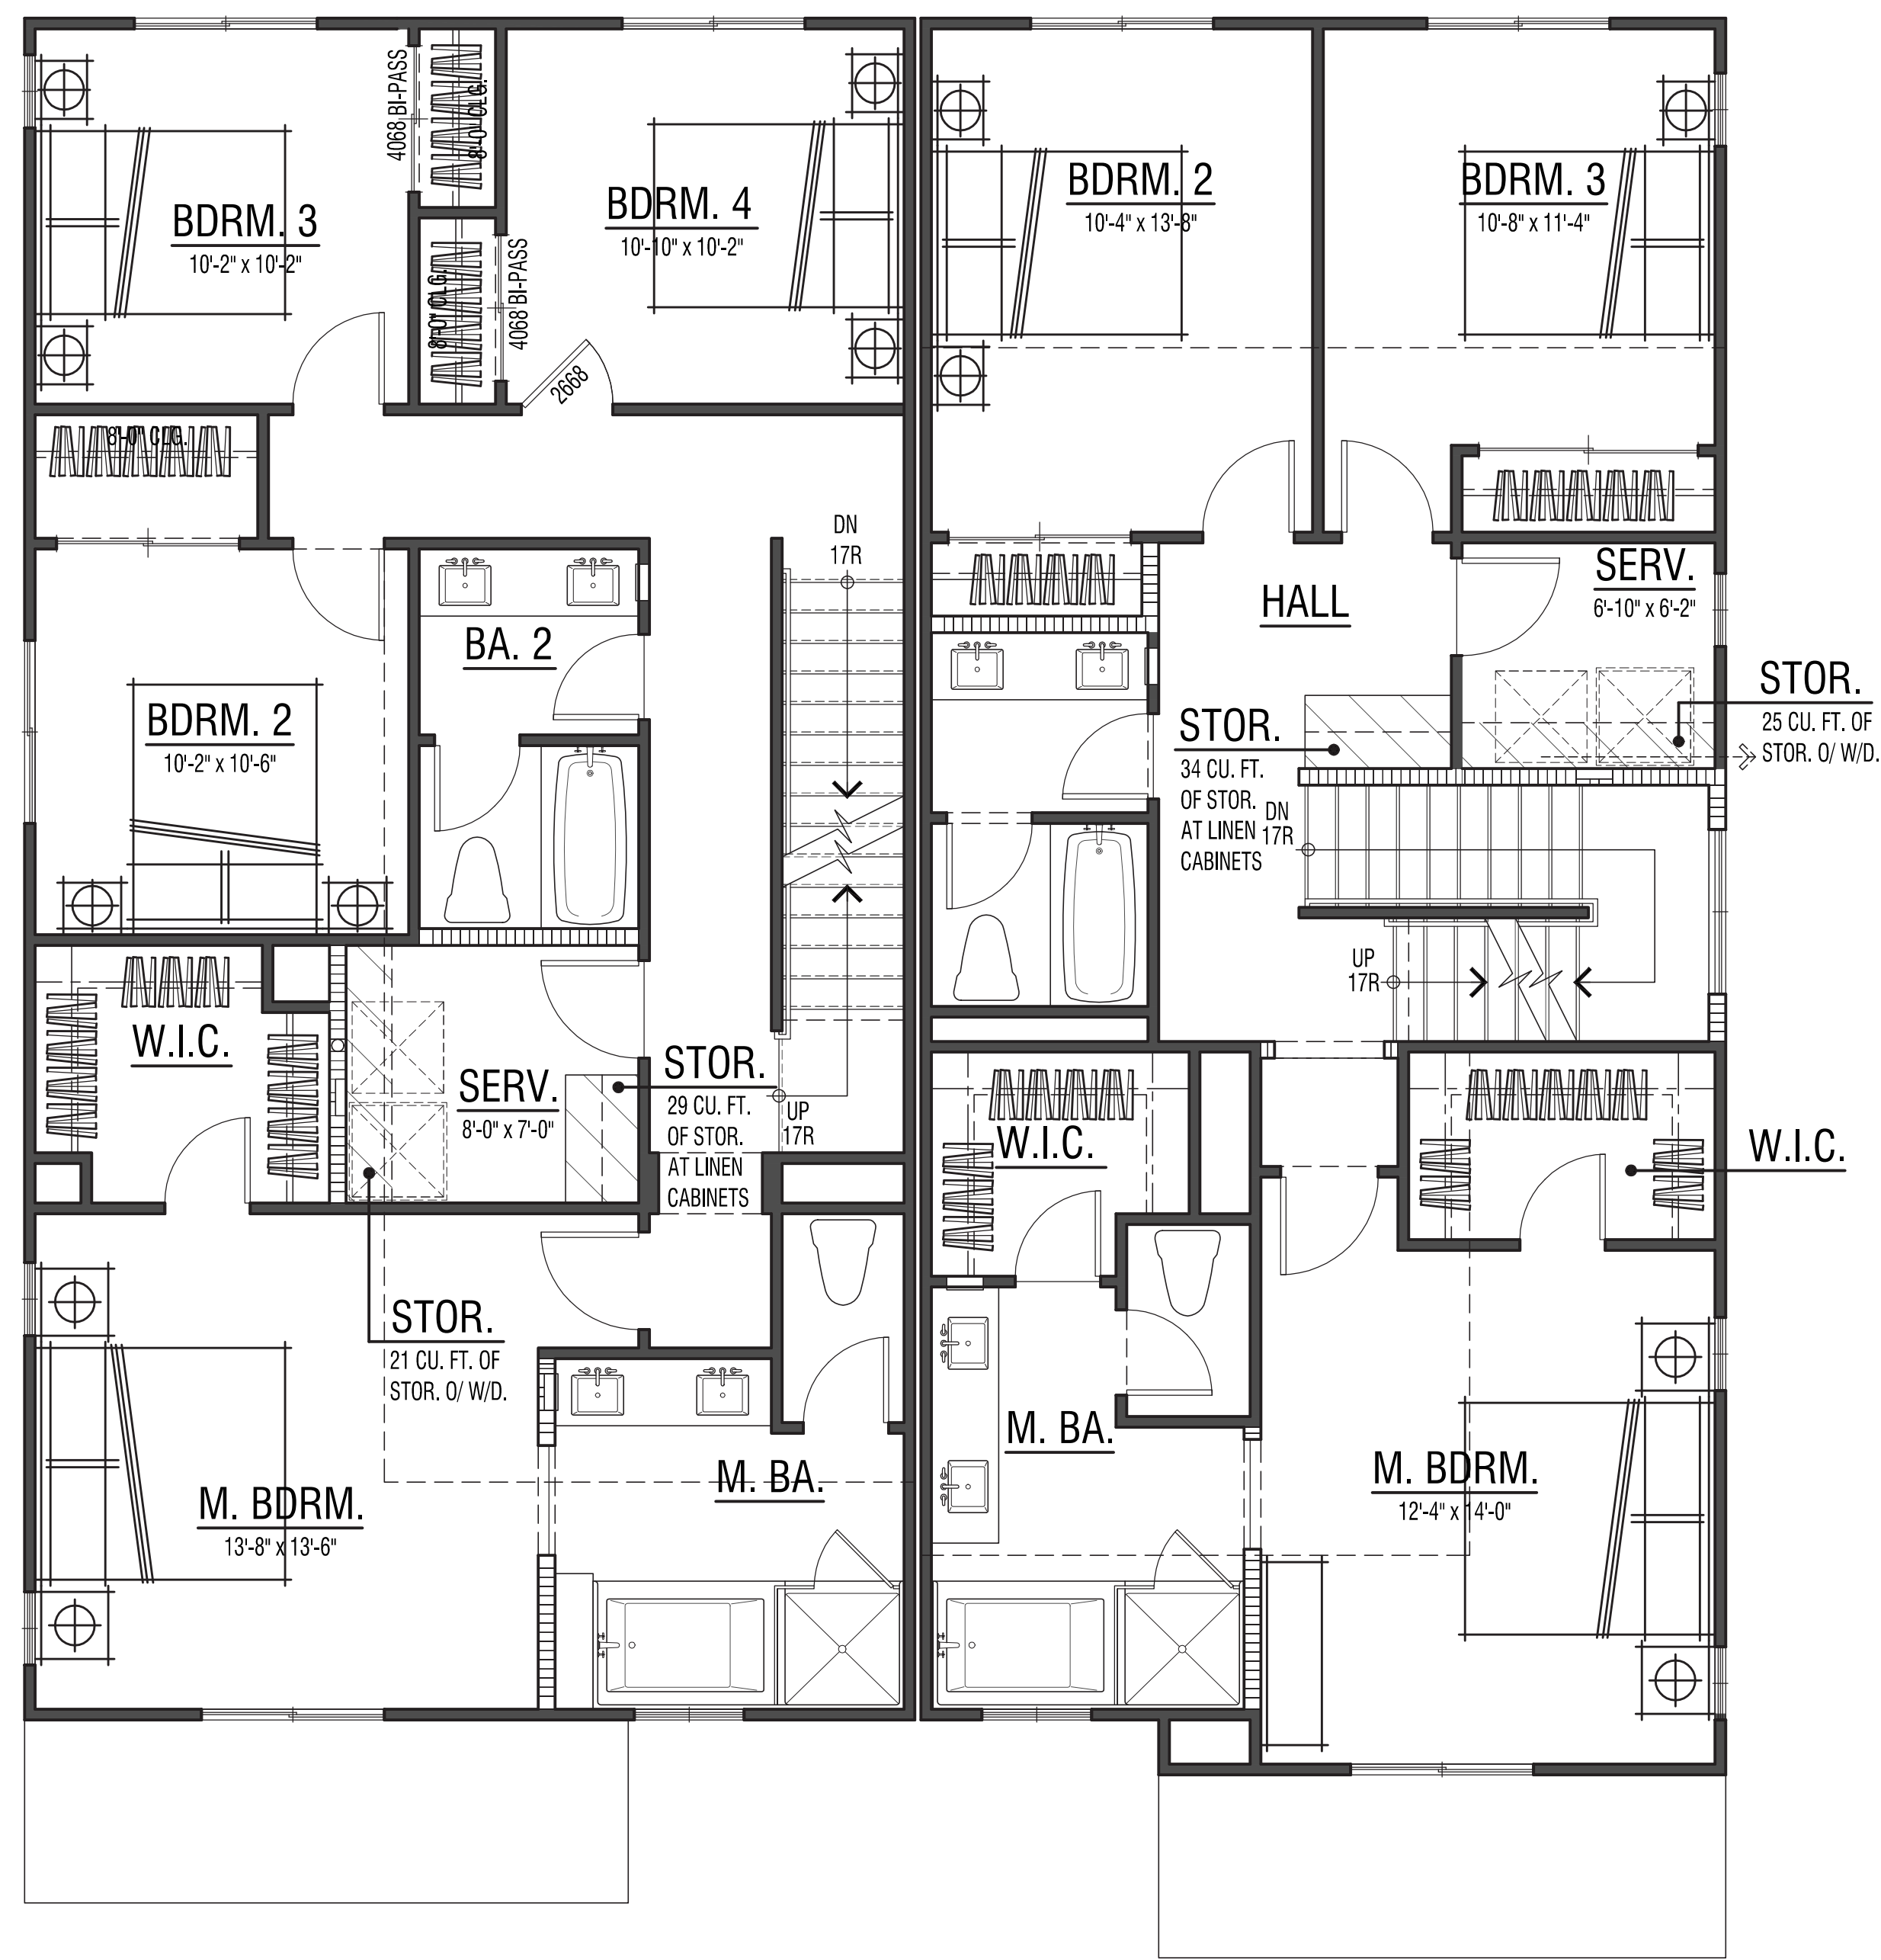 4068 BI-PASS
8'-0" CLG.
BDRM. 3
10'-2" x 10'-2"
BDRM. 4
10'-10" x 10'-2"
8'-0" CLG.
4068 BI-PASS
2668
8'-0" CLG.
DN
17R
BA. 2
BDRM. 2
10'-2" x 10'-6"
W.I.C.
SERV.
8'-0" x 7'-0"
STOR.
29 CU. FT.
OF STOR.
AT LINEN
CABINETS
UP
17R
STOR.
21 CU. FT. OF
STOR. O/ W/D.
M. BDRM.
13'-8" x 13'-6"
M. BA.
BDRM. 2
10'-4" x 13'-8"
BDRM. 3
10'-8" x 11'-4"
HALL
SERV.
6'-10" x 6'-2"
STOR.
25 CU. FT. OF
STOR. O/ W/D.
STOR.
34 CU. FT.
OF STOR.
AT LINEN
CABINETS
DN
17R
UP
17R
W.I.C.
W.I.C.
M. BA.
M. BDRM.
12'-4" x 14'-0"